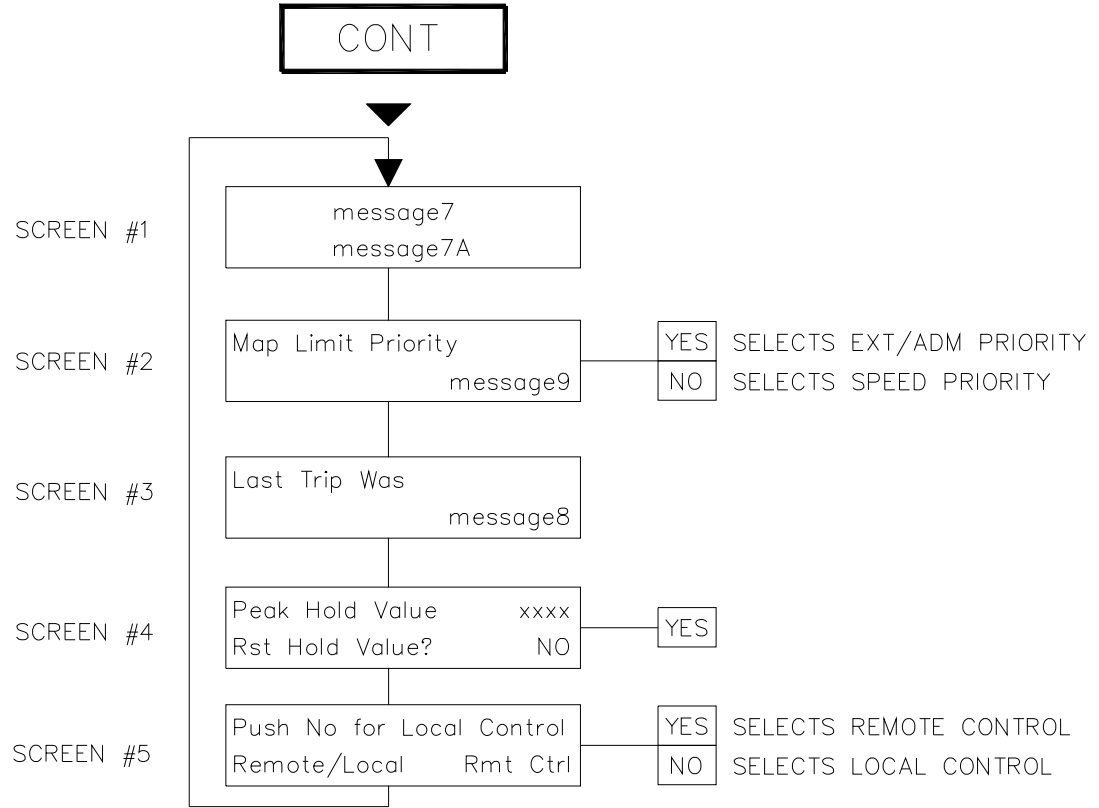 CONT
SCREEN #1
message7
message7A
SCREEN #2
Map Limit Priority
message9
YES SELECTS EXT/ADM PRIORITY
NO SELECTS SPEED PRIORITY
SCREEN #3
Last Trip Was
message8
SCREEN #4
Peak Hold Value xxxx
Rst Hold Value? NO
YES
SCREEN #5
Push No for Local Control
Remote/Local Rmt Ctrl
YES SELECTS REMOTE CONTROL
NO SELECTS LOCAL CONTROL